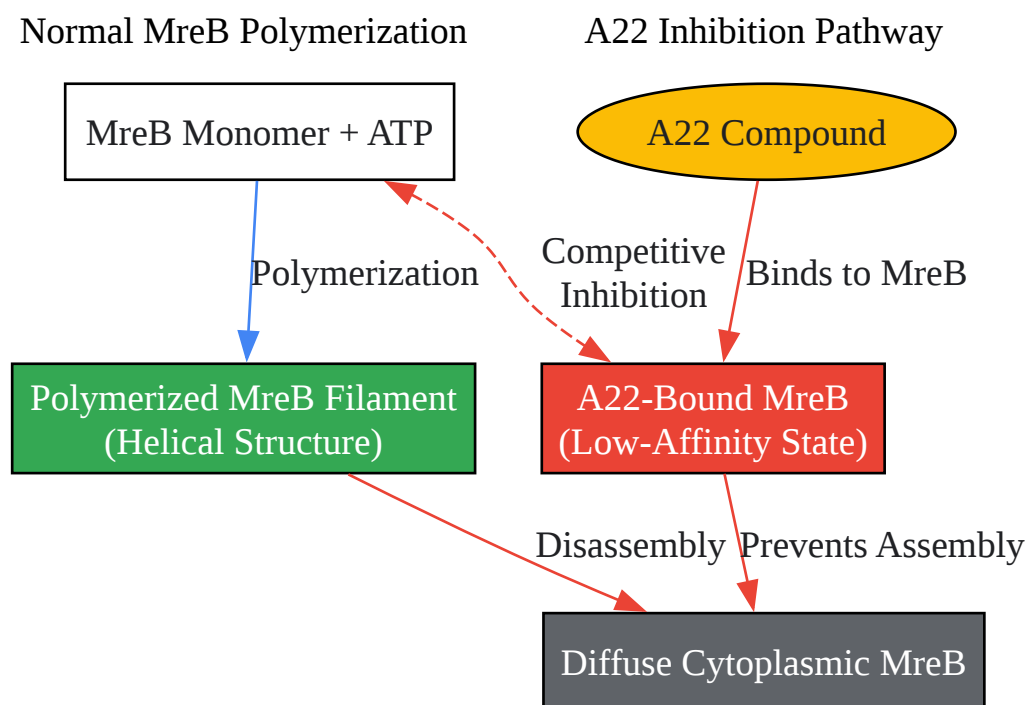 Normal MreB Polymerization
A22 Inhibition Pathway
MreB Monomer + ATP
A22 Compound
Polymerization
Competitive
Inhibition
Binds to MreB
Polymerized MreB Filament
(Helical Structure)
A22-Bound MreB
(Low-Affinity State)
Disassembly
Prevents Assembly
Diffuse Cytoplasmic MreB